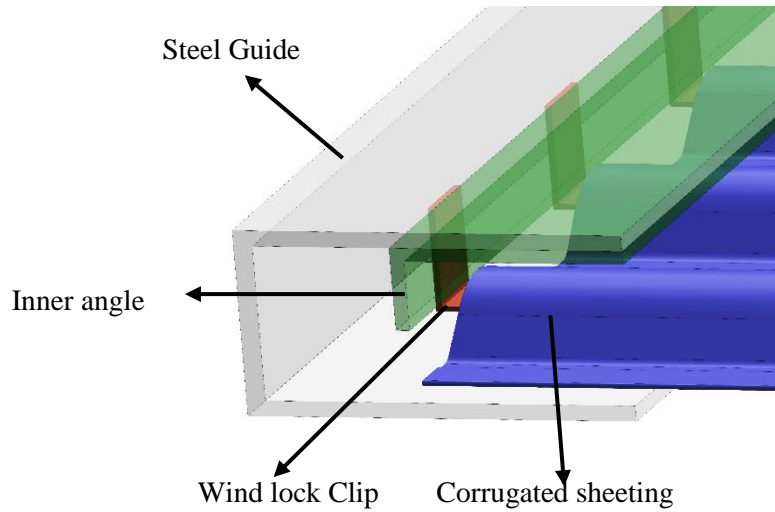 Steel Guide
Inner angle
Wind lock Clip
Corrugated sheeting